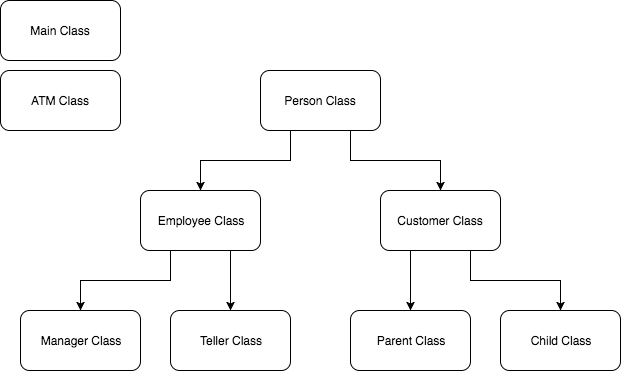 Main Class
ATM Class
Person Class
Employee Class
Customer Class
Manager Class
Teller Class
Parent Class
Child Class